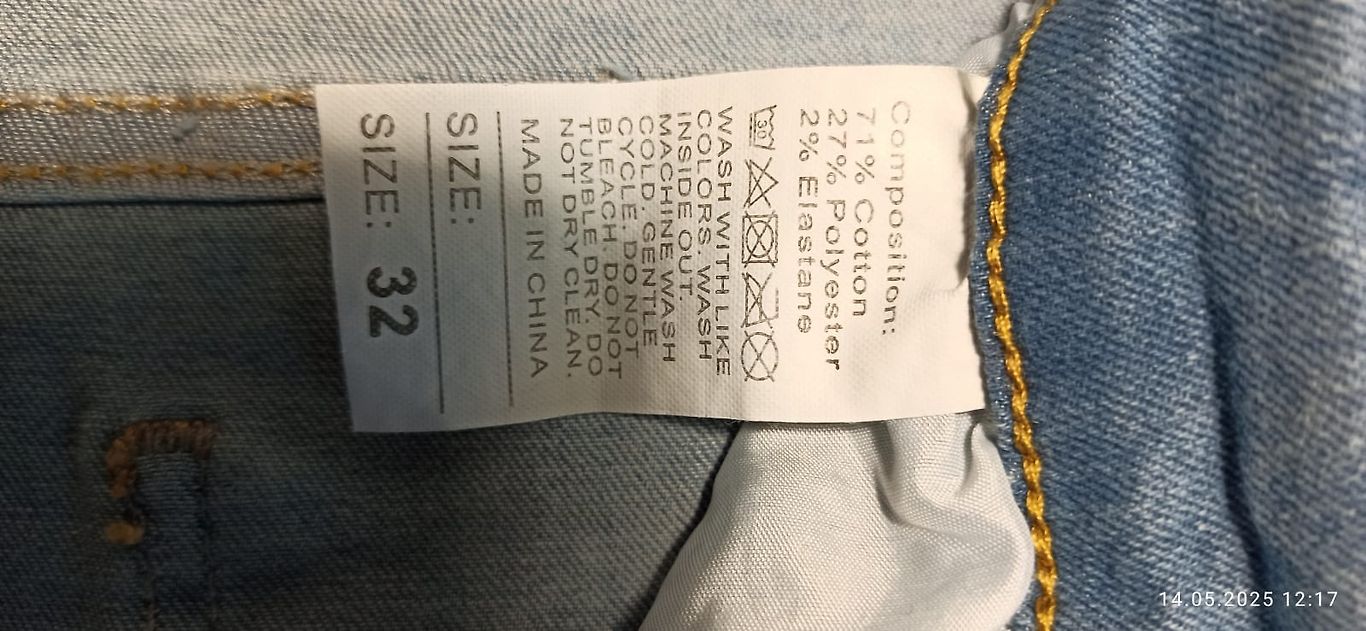 Composition:
71% Cotton
27% Polyester
2% Elastane
30
WASH WITH LIKE
COLORS. WASH
INSIDE OUT.
MACHINE WASH
COLD. GENTLE
CYCLE. DO NOT
BLEACH. DO NOT
TUMBLE DRY. DO
NOT DRY CLEAN.
MADE IN CHINA
SIZE:
SIZE: 32
14.05.2025 12:17